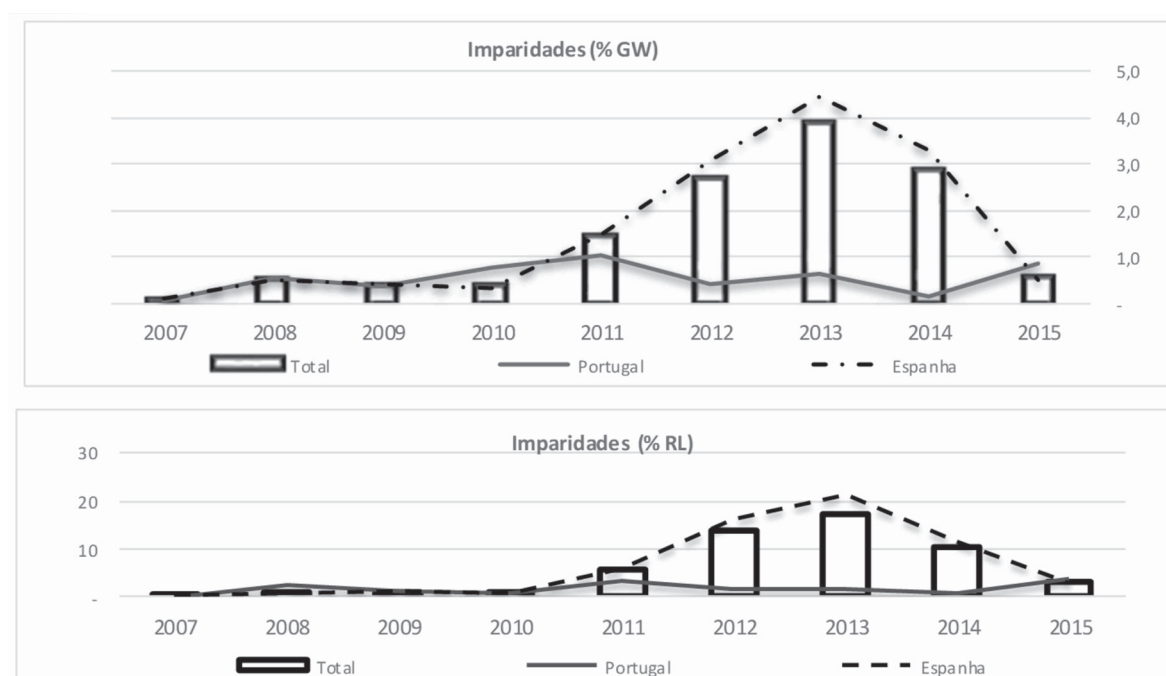 Imparidades (% GW)
5,0
4,0
3,0
2,0
1,0
-
2007 2008 2009 2010 2011 2012 2013 2014 2015
Total Portugal Espanha
Imparidades (% RL)
30
20
10
-
2007 2008 2009 2010 2011 2012 2013 2014 2015
Total Portugal Espanha